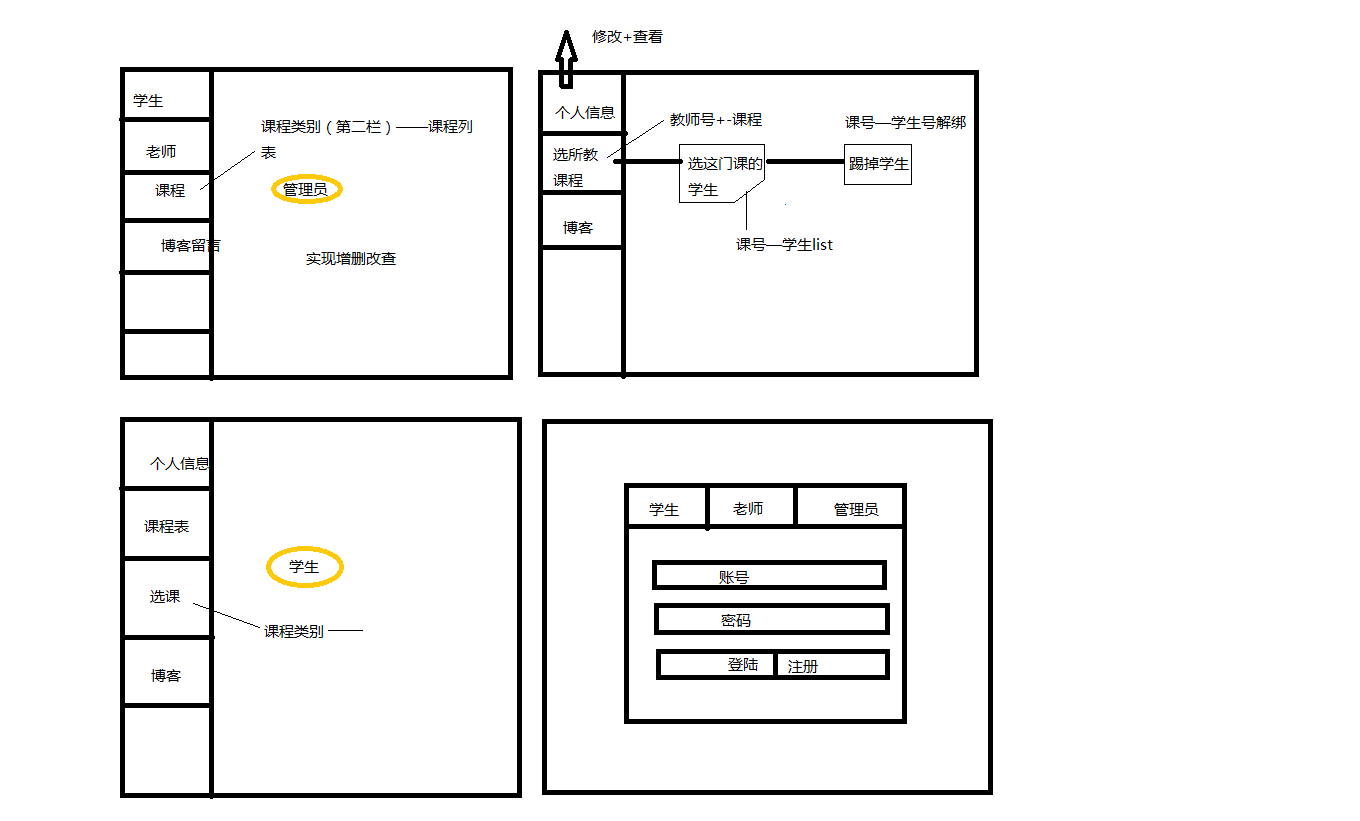 学生
老师
课程
博客留言
课程类别（第二栏）——课程列
表
管理员
实现增删改查
修改+查看
个人信息
选所教
课程
博客
教师号+-课程
选这门课的
学生
课号—学生list
课号—学生号解绑
踢掉学生
个人信息
课程表
选课
博客
学生
课程类别 ——
学生
老师
管理员
账号
密码
登陆
注册